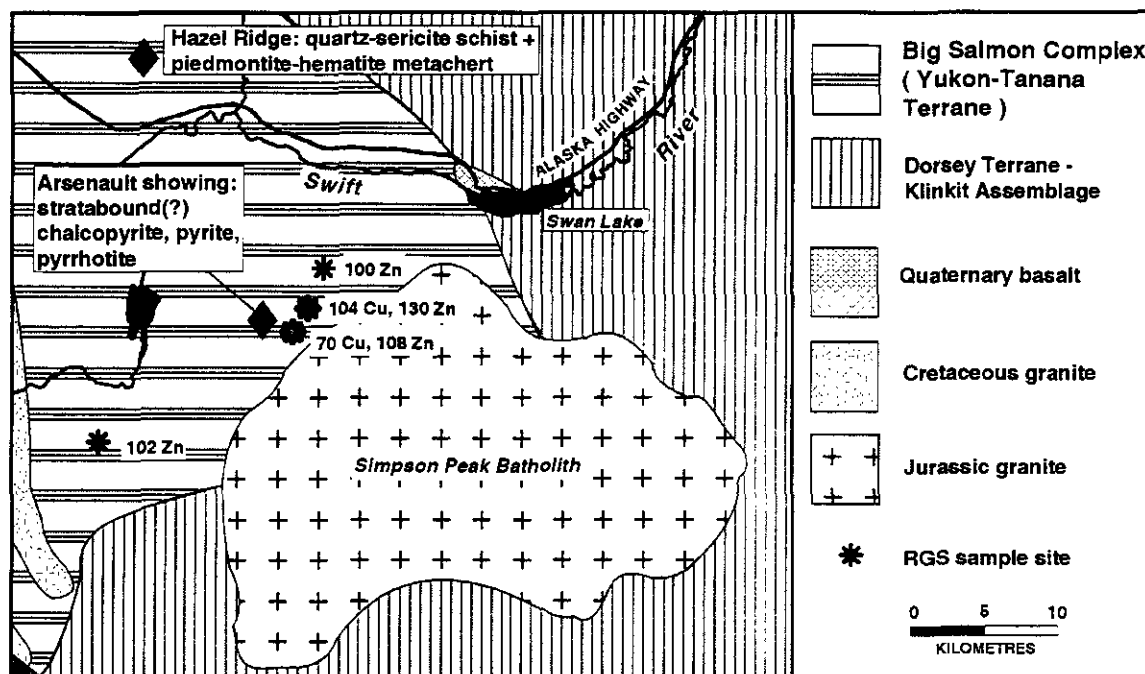 Hazel Ridge: quartz-sericite schist +
piedmontite-hematite metachert
Arsenault showing:
stratabound(?)
chalcopyrite, pyrite,
pyrrhotite
Swift
River
ALASKA HIGHWAY
Swan Lake
100 Zn
104 Cu, 130 Zn
70 Cu, 108 Zn
102 Zn
Simpson Peak Batholith
Big Salmon Complex
( Yukon-Tanana
Terrane )
Dorsey Terrane -
Klinkit Assemblage
Quaternary basalt
Cretaceous granite
Jurassic granite
RGS sample site
0 5 10
KILOMETRES